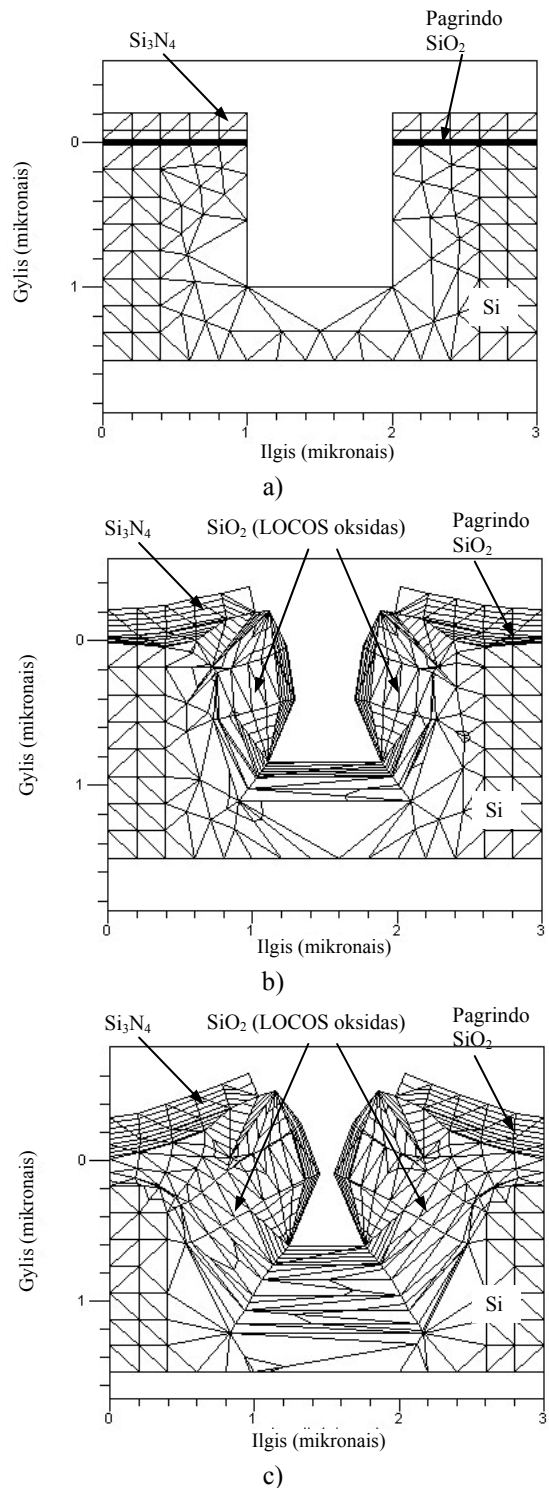 Si₃N₄
Pagrindo
SiO₂
Gylis (mikronais)
0
1
Si
0
1
2
3
Ilgis (mikronais)
a)
Si₃N₄
SiO₂ (LOCOS oksidas)
Pagrindo
SiO₂
Gylis (mikronais)
0
1
Si
0
1
2
3
Ilgis (mikronais)
b)
Si₃N₄
SiO₂ (LOCOS oksidas)
Pagrindo
SiO₂
Gylis (mikronais)
0
1
Si
0
1
2
3
Ilgis (mikronais)
c)